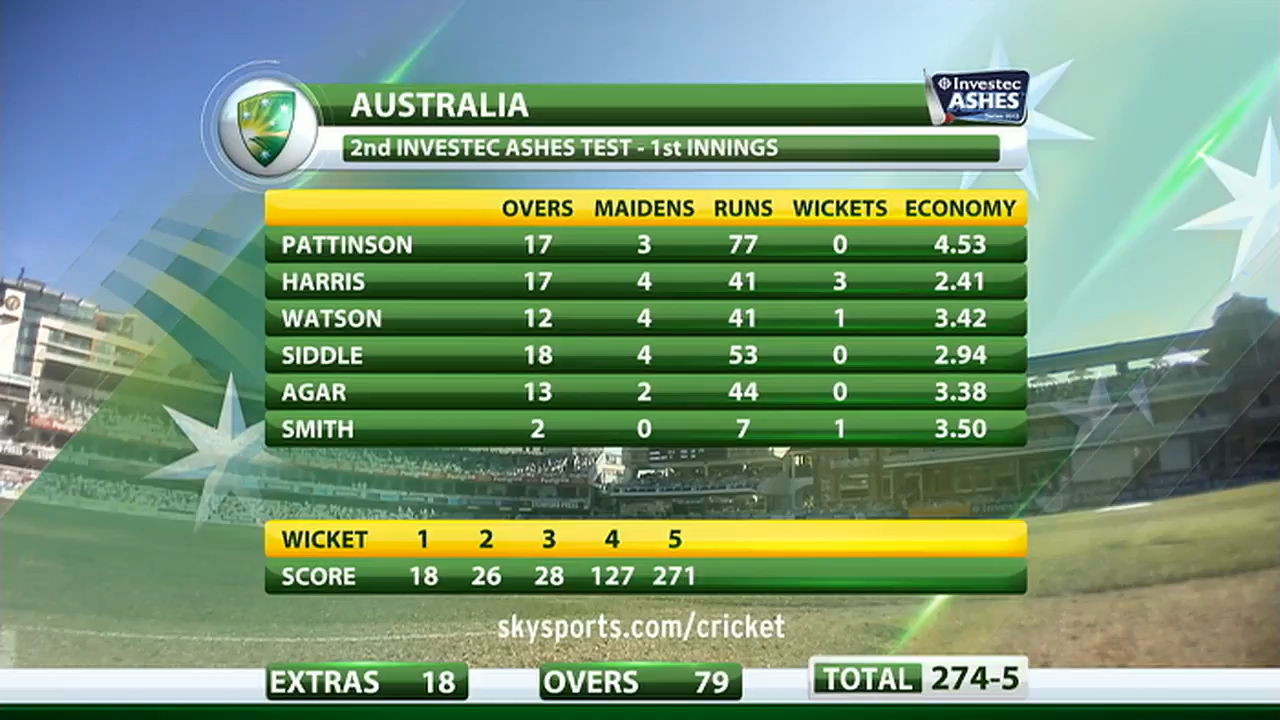 AUSTRALIA
Investec
ASHES
2nd INVESTEC ASHES TEST - 1st INNINGS
OVERS MAIDENS RUNS WICKETS ECONOMY
PATTINSON 17 3 77 0 4.53
HARRIS 17 4 41 3 2.41
WATSON 12 4 41 1 3.42
SIDDLE 18 4 53 0 2.94
AGAR 13 2 44 0 3.38
SMITH 2 0 7 1 3.50
WICKET 1 2 3 4 5
SCORE 18 26 28 127 271
skysports.com/cricket
EXTRAS 18 OVERS 79 TOTAL 274-5